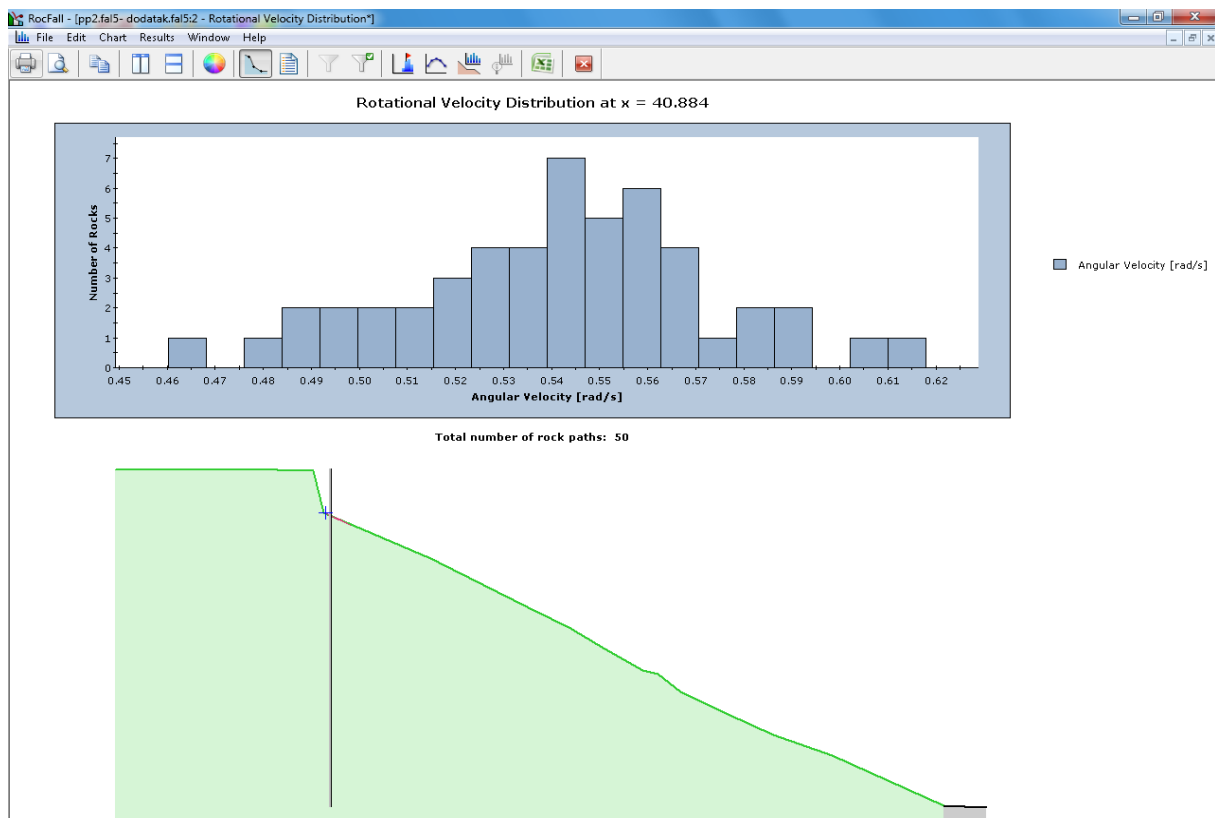 RocFall - [pp2.fal5- dodatak.fal5:2 - Rotational Velocity Distribution*]
File Edit Chart Results Window Help
Rotational Velocity Distribution at x = 40.884
7
6
5
4
3
2
1
0
Number of Rocks
0.45 0.46 0.47 0.48 0.49 0.50 0.51 0.52 0.53 0.54 0.55 0.56 0.57 0.58 0.59 0.60 0.61 0.62
Angular Velocity [rad/s]
Angular Velocity [rad/s]
Total number of rock paths: 50